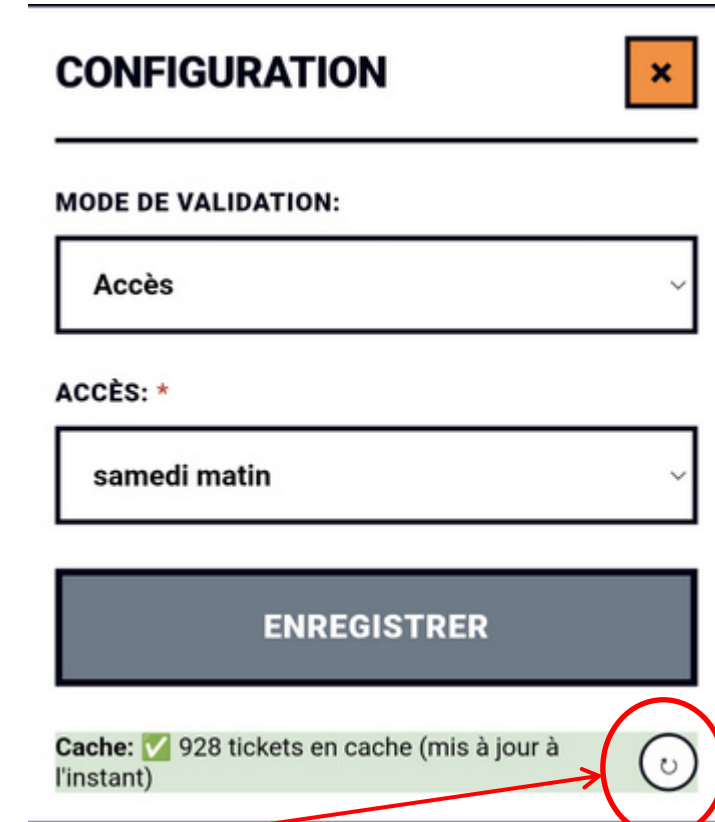 CONFIGURATION
MODE DE VALIDATION:
Accès
ACCÈS: *
samedi matin
ENREGISTRER
Cache: ✅ 928 tickets en cache (mis à jour à
l'instant)